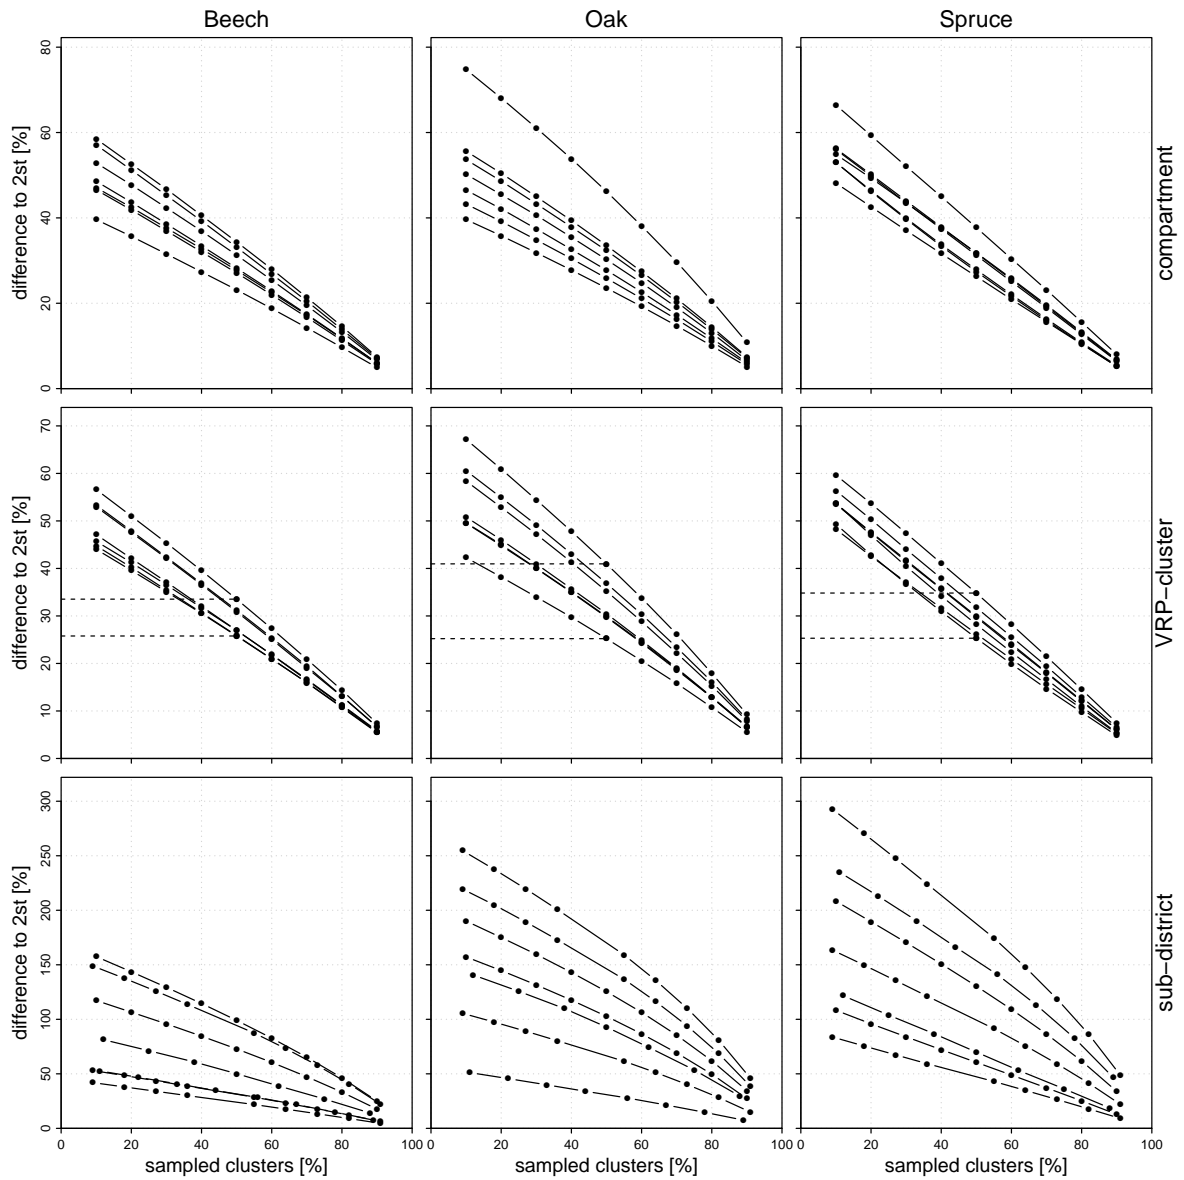 Beech Oak Spruce
80
60
40
20
0
difference to 2st [%]
compartment
70
60
50
40
30
20
10
0
difference to 2st [%]
VRP−cluster
300
250
200
150
100
50
0
difference to 2st [%]
sub−district
0 20 40 60 80 100 0 20 40 60 80 100 0 20 40 60 80 100
sampled clusters [%] sampled clusters [%] sampled clusters [%]